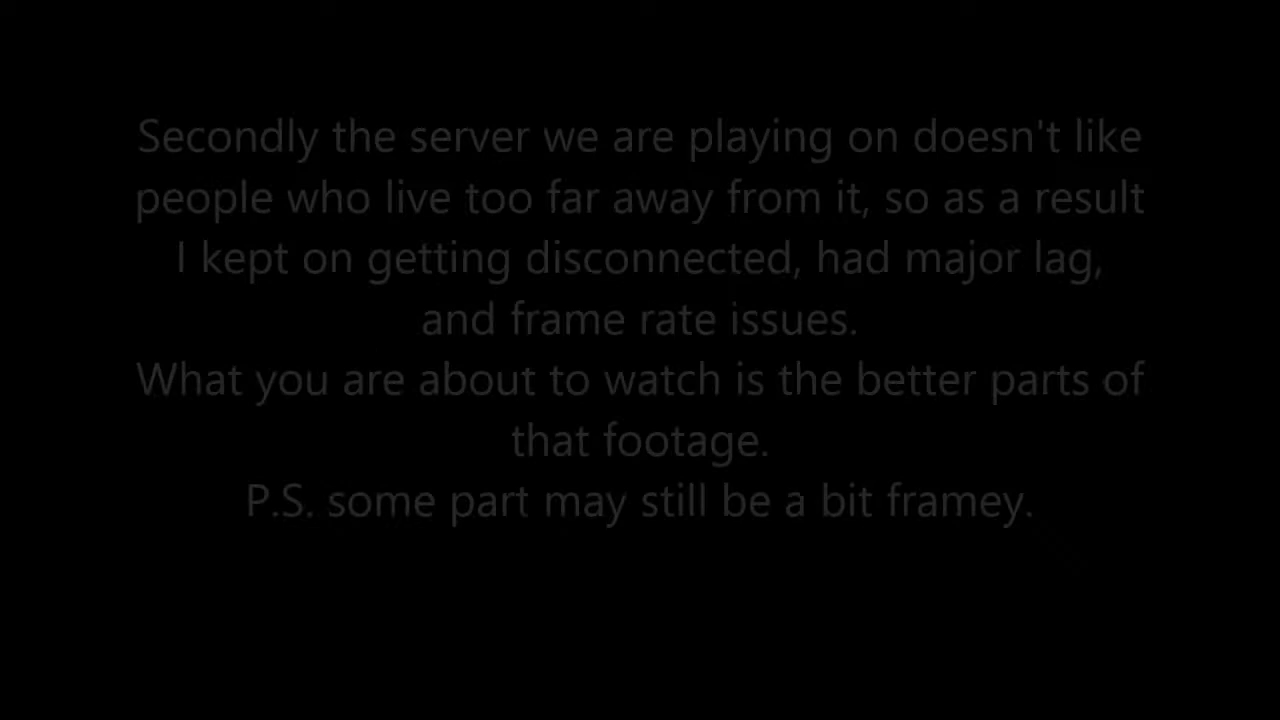 Secondly the server we are playing on doesn't like
people who live too far away from it, so as a result
I kept on getting disconnected, had major lag,
and frame rate issues.
What you are about to watch is the better parts of
that footage.
P.S. some part may still be a bit framey.